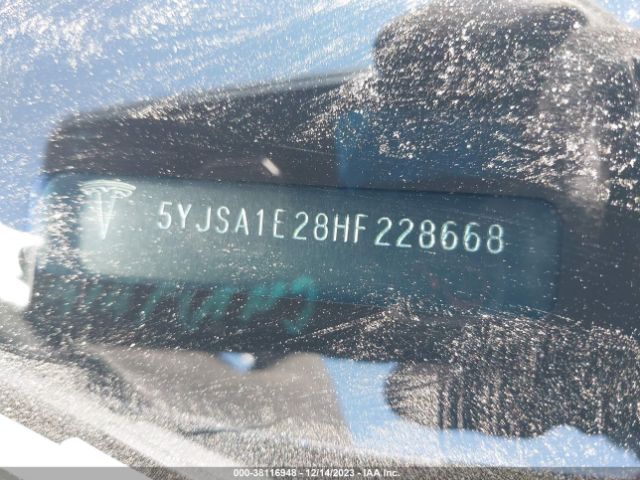 5YJSA1E28HF228668
000-38116948 - 12/14/2023 - IAA Inc.